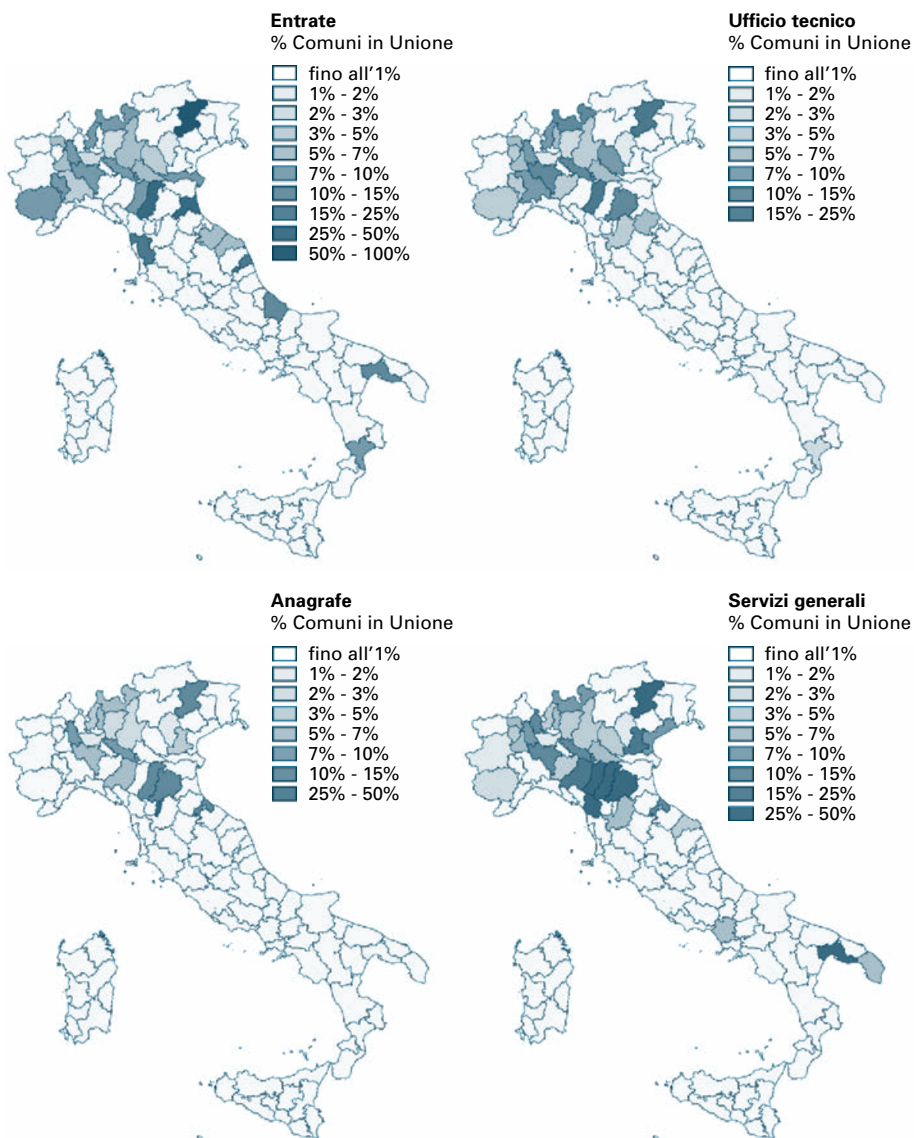 Entrate
% Comuni in Unione
fino all'1%
1% - 2%
2% - 3%
3% - 5%
5% - 7%
7% - 10%
10% - 15%
15% - 25%
25% - 50%
50% - 100%
Ufficio tecnico
% Comuni in Unione
fino all'1%
1% - 2%
2% - 3%
3% - 5%
5% - 7%
7% - 10%
10% - 15%
15% - 25%
Anagrafe
% Comuni in Unione
fino all'1%
1% - 2%
2% - 3%
3% - 5%
5% - 7%
7% - 10%
10% - 15%
25% - 50%
Servizi generali
% Comuni in Unione
fino all'1%
1% - 2%
2% - 3%
3% - 5%
5% - 7%
7% - 10%
10% - 15%
15% - 25%
25% - 50%